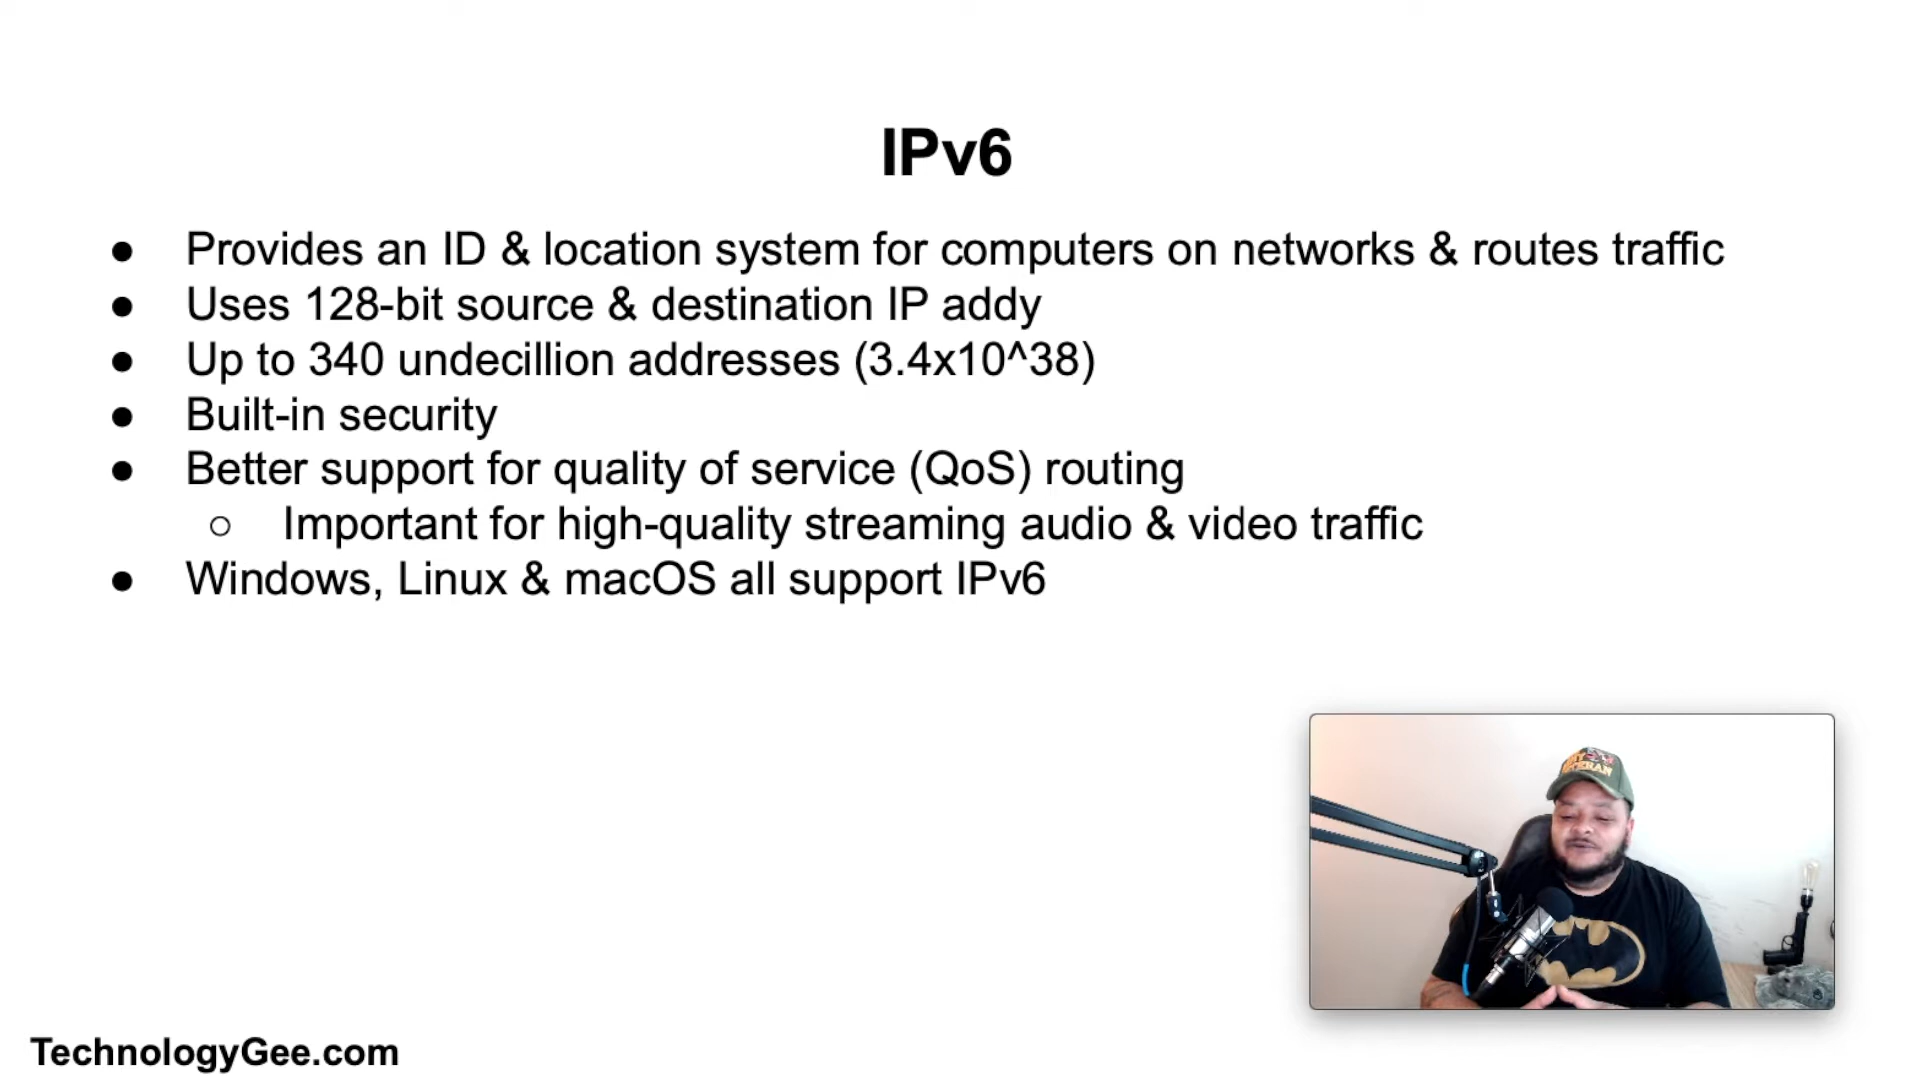 IPv6
● Provides an ID & location system for computers on networks & routes traffic
● Uses 128-bit source & destination IP addy
● Up to 340 undecillion addresses (3.4x10^38)
● Built-in security
● Better support for quality of service (QoS) routing
○ Important for high-quality streaming audio & video traffic
● Windows, Linux & macOS all support IPv6
VETERAN
TechnologyGee.com